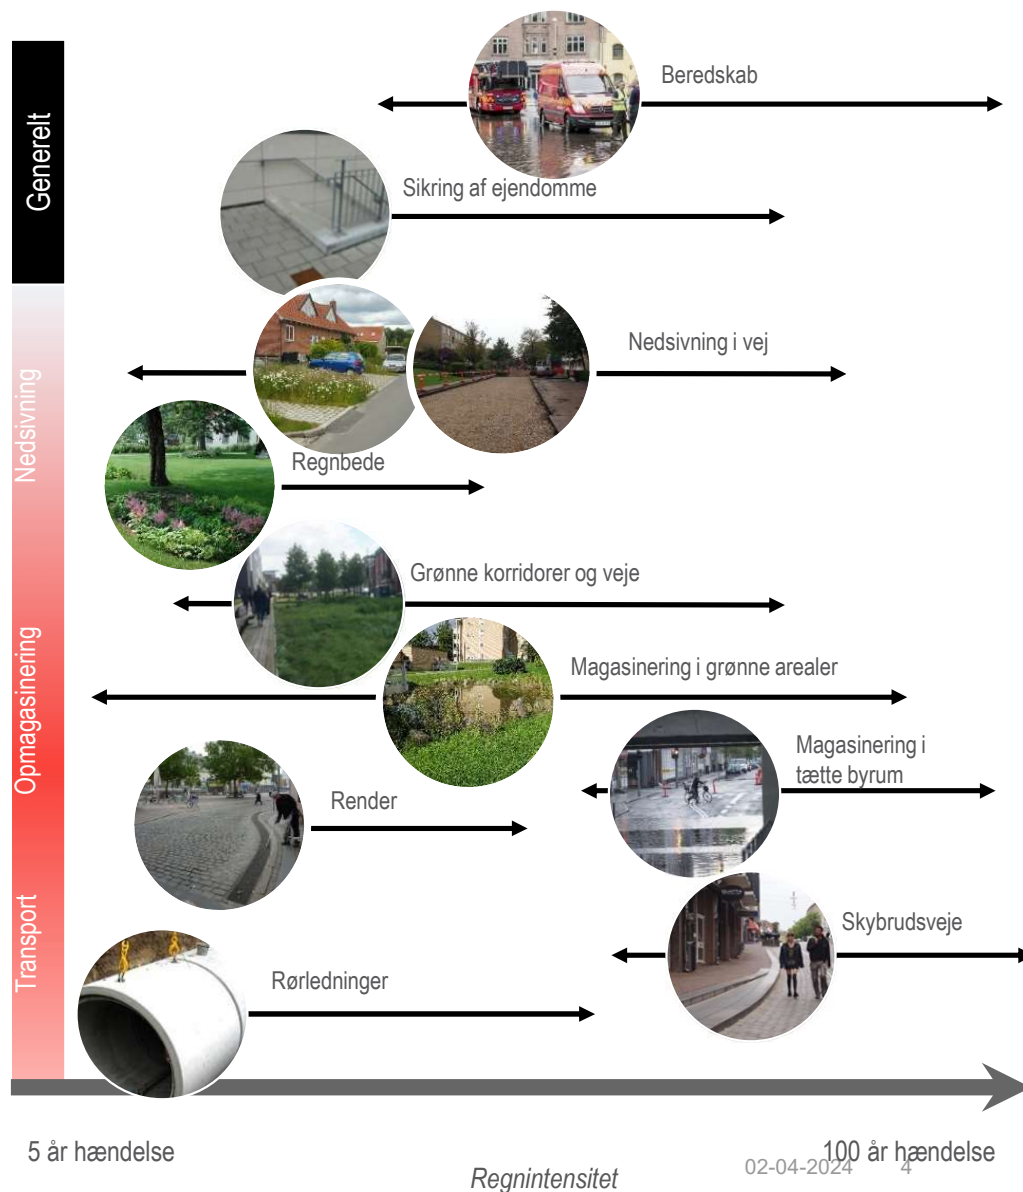 Generelt
Beredskab
Sikring af ejendomme
Nedsivning
Nedsivning i vej
Regnbede
Grønne korridorer og veje
Opmagasinering
Magasinering i grønne arealer
Magasinering i
tætte byrum
Render
Transport
Skybrudsveje
Rørledninger
5 år hændelse
100 år hændelse
Regnintensitet
02-04-2024
4